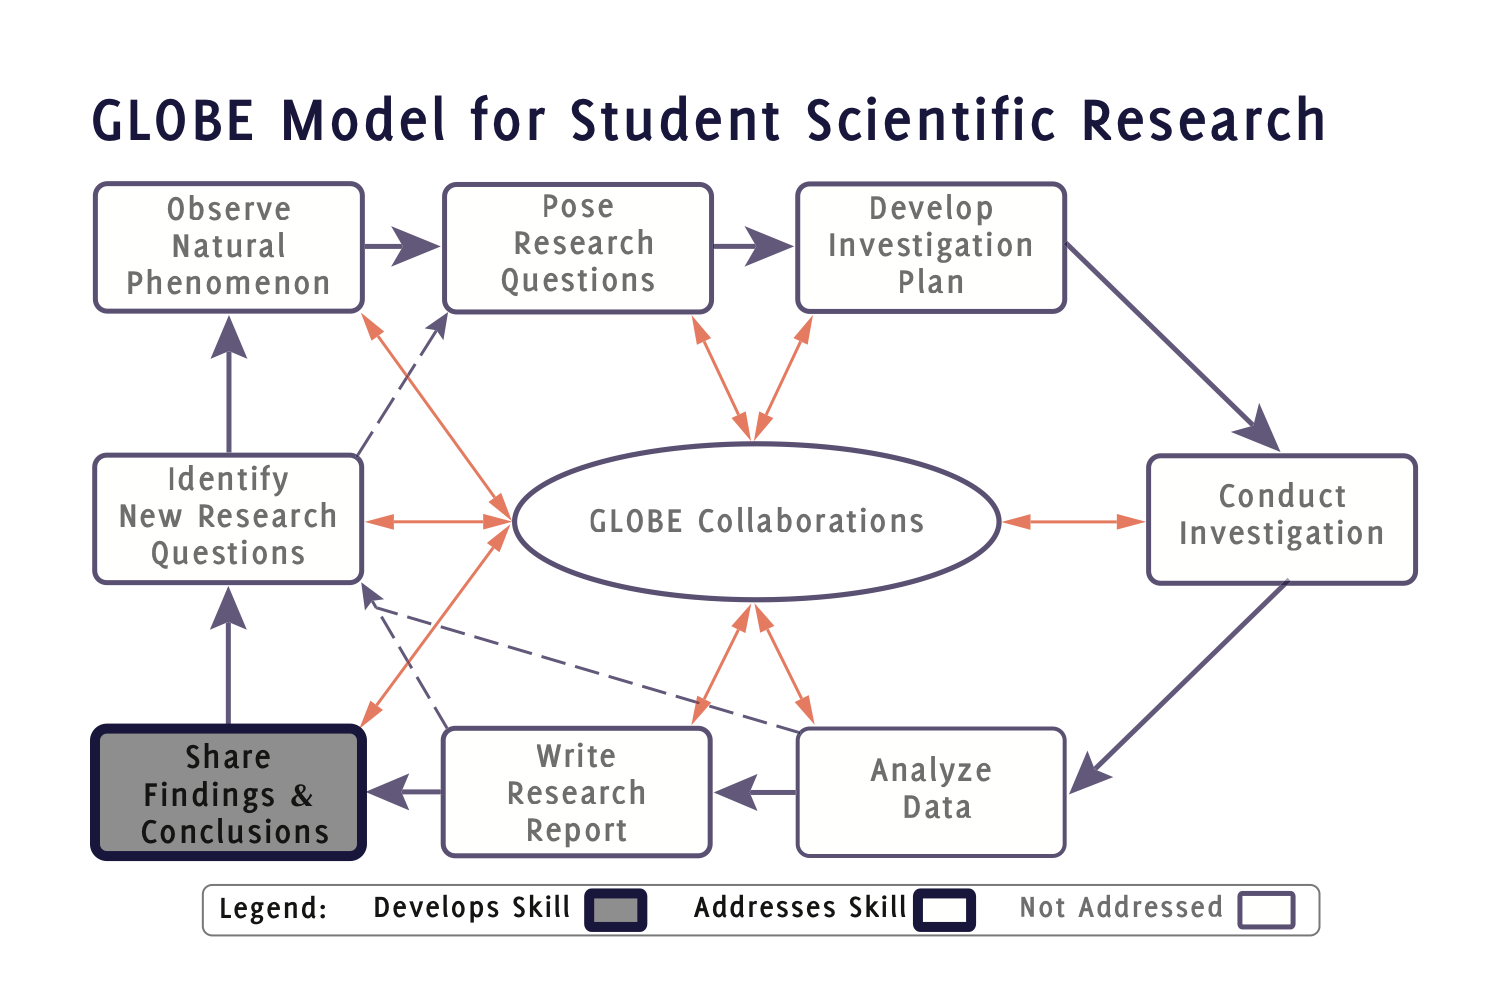 GLOBE Model for Student Scientific Research
Observe
Natural
Phenomenon
Pose
Research
Questions
Develop
Investigation
Plan
Identify
New Research
Questions
GLOBE Collaborations
Conduct
Investigation
Share
Findings &
Conclusions
Write
Research
Report
Analyze
Data
Legend: Develops Skill Addresses Skill Not Addressed